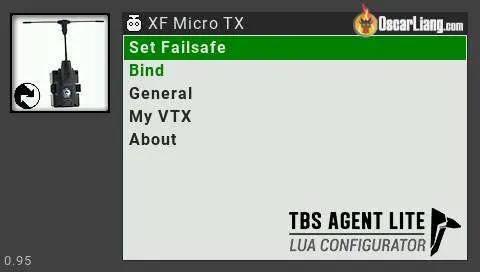 XF Micro TX
OscarLiang.com
Set Failsafe
Bind
General
My VTX
About
TBS AGENT LITE
LUA CONFIGURATOR
0.95